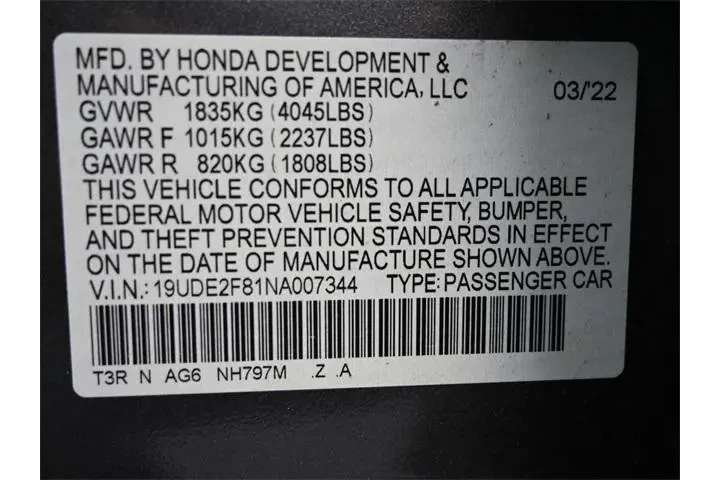 MFD. BY HONDA DEVELOPMENT &
MANUFACTURING OF AMERICA, LLC 03/'22
GVWR 1835KG (4045LBS)
GAWR F 1015KG (2237LBS)
GAWR R 820KG (1808LBS)
THIS VEHICLE CONFORMS TO ALL APPLICABLE
FEDERAL MOTOR VEHICLE SAFETY, BUMPER,
AND THEFT PREVENTION STANDARDS IN EFFECT
ON THE DATE OF MANUFACTURE SHOWN ABOVE.
V.I.N.: 19UDE2F81NA007344 TYPE: PASSENGER CAR
T3R N AG6 NH797M .Z .A